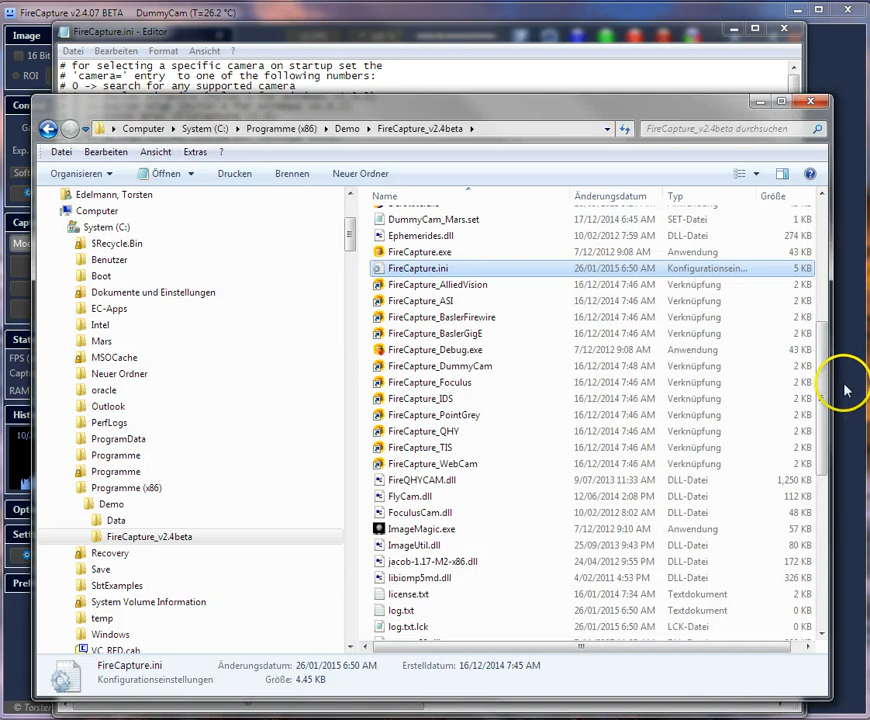 FireCapture v2.4.07 BETA    DummyCam (T=26.2 °C)
Image
FireCapture.ini - Editor
16 Bit
Datei Bearbeiten Format Ansicht ?
ROI
# for selecting a specific camera on startup set the
# 'camera=' entry to one of the following numbers:
# 0 -> search for any supported camera
Computer System (C:) Programme (x86) Demo FireCapture_v2.4beta
FireCapture_v2.4beta durchsuchen
Datei Bearbeiten Ansicht Extras ?
Organisieren Öffnen Drucken Brennen Neuer Ordner
Name Änderungsdatum Typ Größe
Edelmann, Torsten
Computer
System (C:)
$Recycle.Bin
Benutzer
Boot
Dokumente und Einstellungen
EC-Apps
Intel
Mars
MSOCache
Neuer Ordner
oracle
Outlook
PerfLogs
ProgramData
Programme
Programme
Programme (x86)
Demo
Data
FireCapture_v2.4beta
Recovery
Save
SbtExamples
System Volume Information
temp
Windows
VC_RED.cab
DummyCam_Mars.set 17/12/2014 6:45 AM SET-Datei 1 KB
Ephemerides.dll 10/02/2012 7:59 AM DLL-Datei 274 KB
FireCapture.exe 7/12/2012 9:08 AM Anwendung 43 KB
FireCapture.ini 26/01/2015 6:50 AM Konfigurationsein... 5 KB
FireCapture_AlliedVision 16/12/2014 7:46 AM Verknüpfung 2 KB
FireCapture_ASI 16/12/2014 7:46 AM Verknüpfung 2 KB
FireCapture_BaslerFirewire 16/12/2014 7:46 AM Verknüpfung 2 KB
FireCapture_BaslerGigE 16/12/2014 7:46 AM Verknüpfung 2 KB
FireCapture_Debug.exe 7/12/2012 9:08 AM Anwendung 43 KB
FireCapture_DummyCam 16/12/2014 7:48 AM Verknüpfung 2 KB
FireCapture_Foculus 16/12/2014 7:46 AM Verknüpfung 2 KB
FireCapture_IDS 16/12/2014 7:46 AM Verknüpfung 2 KB
FireCapture_PointGrey 16/12/2014 7:46 AM Verknüpfung 2 KB
FireCapture_QHY 16/12/2014 7:46 AM Verknüpfung 2 KB
FireCapture_TIS 16/12/2014 7:46 AM Verknüpfung 2 KB
FireCapture_WebCam 16/12/2014 7:46 AM Verknüpfung 2 KB
FireQHYCAM.dll 9/07/2013 11:33 AM DLL-Datei 1,250 KB
FlyCam.dll 12/06/2014 2:08 PM DLL-Datei 112 KB
FoculusCam.dll 10/02/2012 8:02 AM DLL-Datei 48 KB
ImageMagic.exe 7/12/2012 9:10 AM Anwendung 57 KB
ImageUtil.dll 25/09/2013 9:43 PM DLL-Datei 80 KB
jacob-1.17-M2-x86.dll 24/04/2012 9:55 PM DLL-Datei 172 KB
libiomp5md.dll 4/02/2011 4:53 PM DLL-Datei 326 KB
license.txt 16/01/2014 7:34 AM Textdokument 2 KB
log.txt 26/01/2015 6:50 AM Textdokument 0 KB
log.txt.lck 26/01/2015 6:50 AM LCK-Datei 0 KB
FireCapture.ini Änderungsdatum: 26/01/2015 6:50 AM Erstelldatum: 16/12/2014 7:45 AM
Konfigurationseinstellungen Größe: 4.45 KB
© Torsten